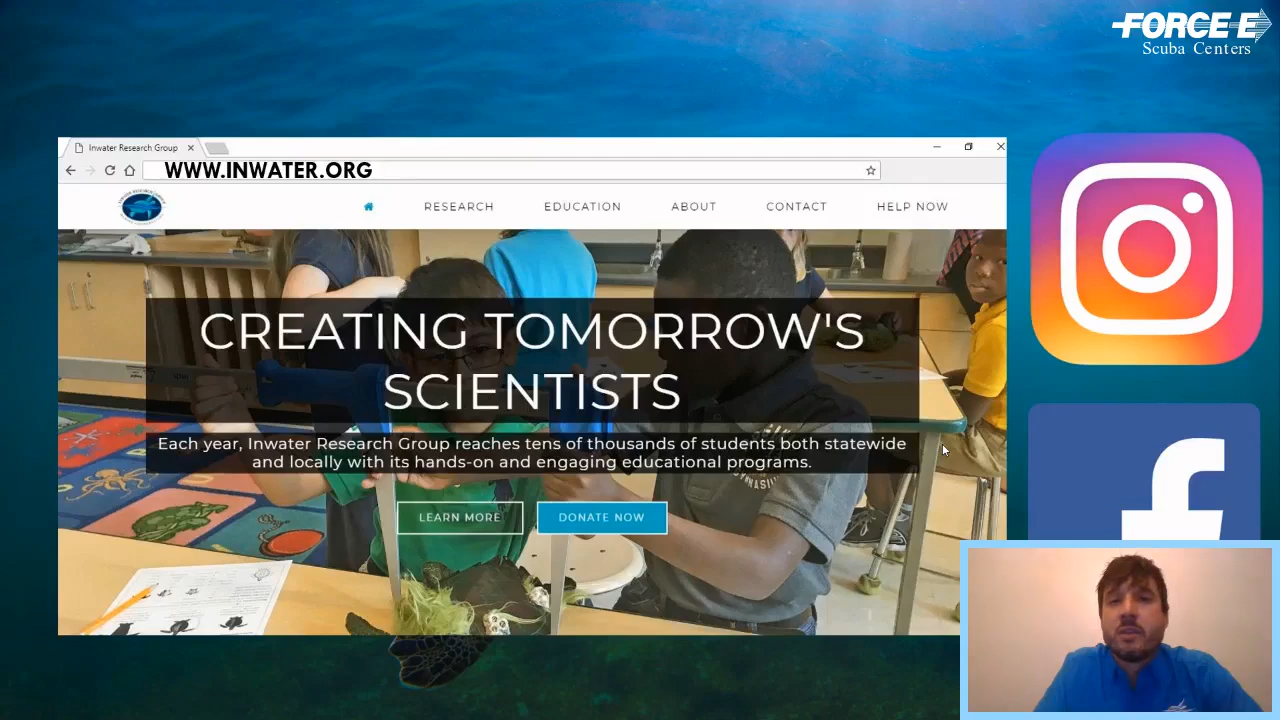 FORCE-E
Scuba Centers
Inwater Research Group
WWW.INWATER.ORG
RESEARCH EDUCATION ABOUT CONTACT HELP NOW
CREATING TOMORROW'S
SCIENTISTS
Each year, Inwater Research Group reaches tens of thousands of students both statewide
and locally with its hands-on and engaging educational programs.
LEARN MORE DONATE NOW